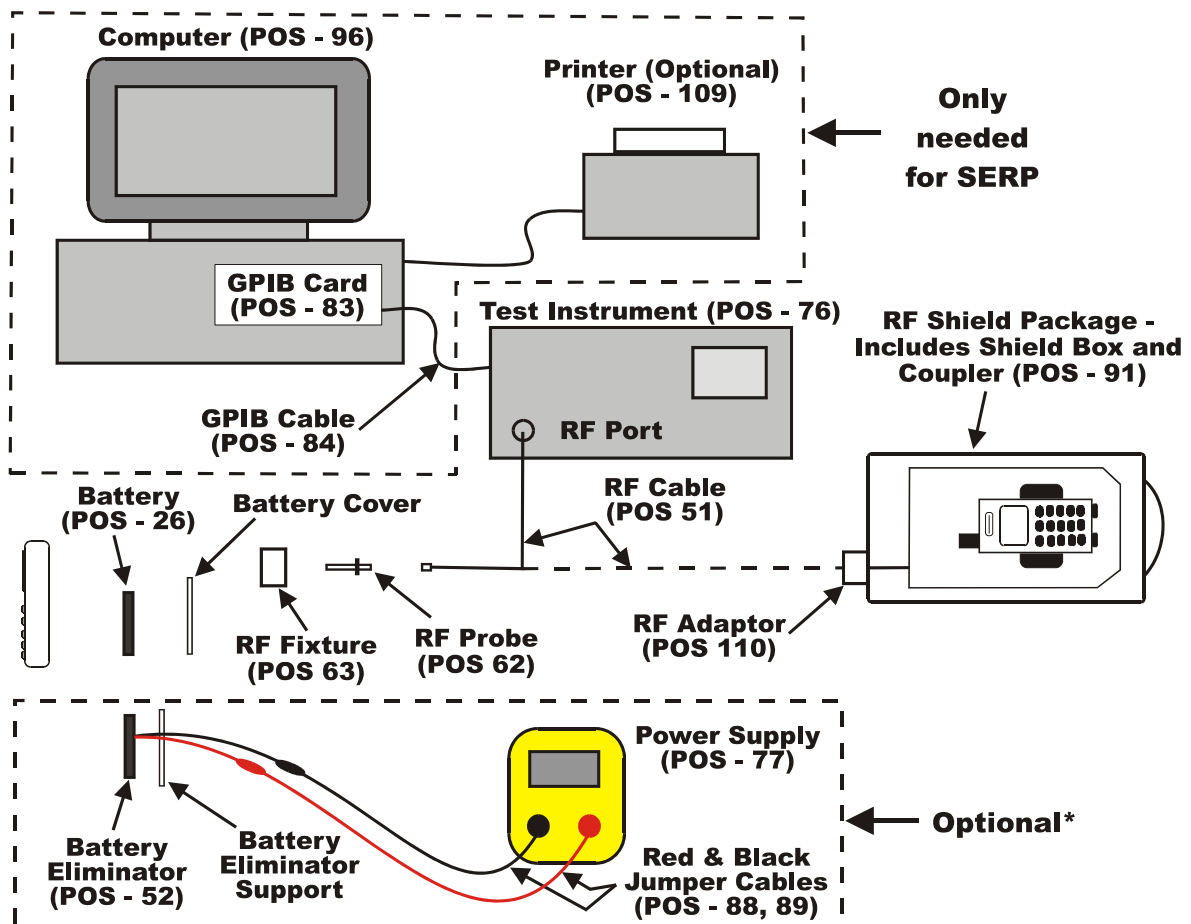 Computer (POS - 96)
Printer (Optional)
(POS - 109)
Only
needed
for SERP
GPIB Card
(POS - 83)
Test Instrument (POS - 76)
RF Shield Package -
Includes Shield Box and
Coupler (POS - 91)
GPIB Cable
(POS - 84)
RF Port
Battery
(POS - 26)
Battery Cover
RF Cable
(POS 51)
RF Fixture
(POS 63)
RF Probe
(POS 62)
RF Adaptor
(POS 110)
Power Supply
(POS - 77)
Optional*
Battery
Eliminator
(POS - 52)
Battery
Eliminator
Support
Red & Black
Jumper Cables
(POS - 88, 89)